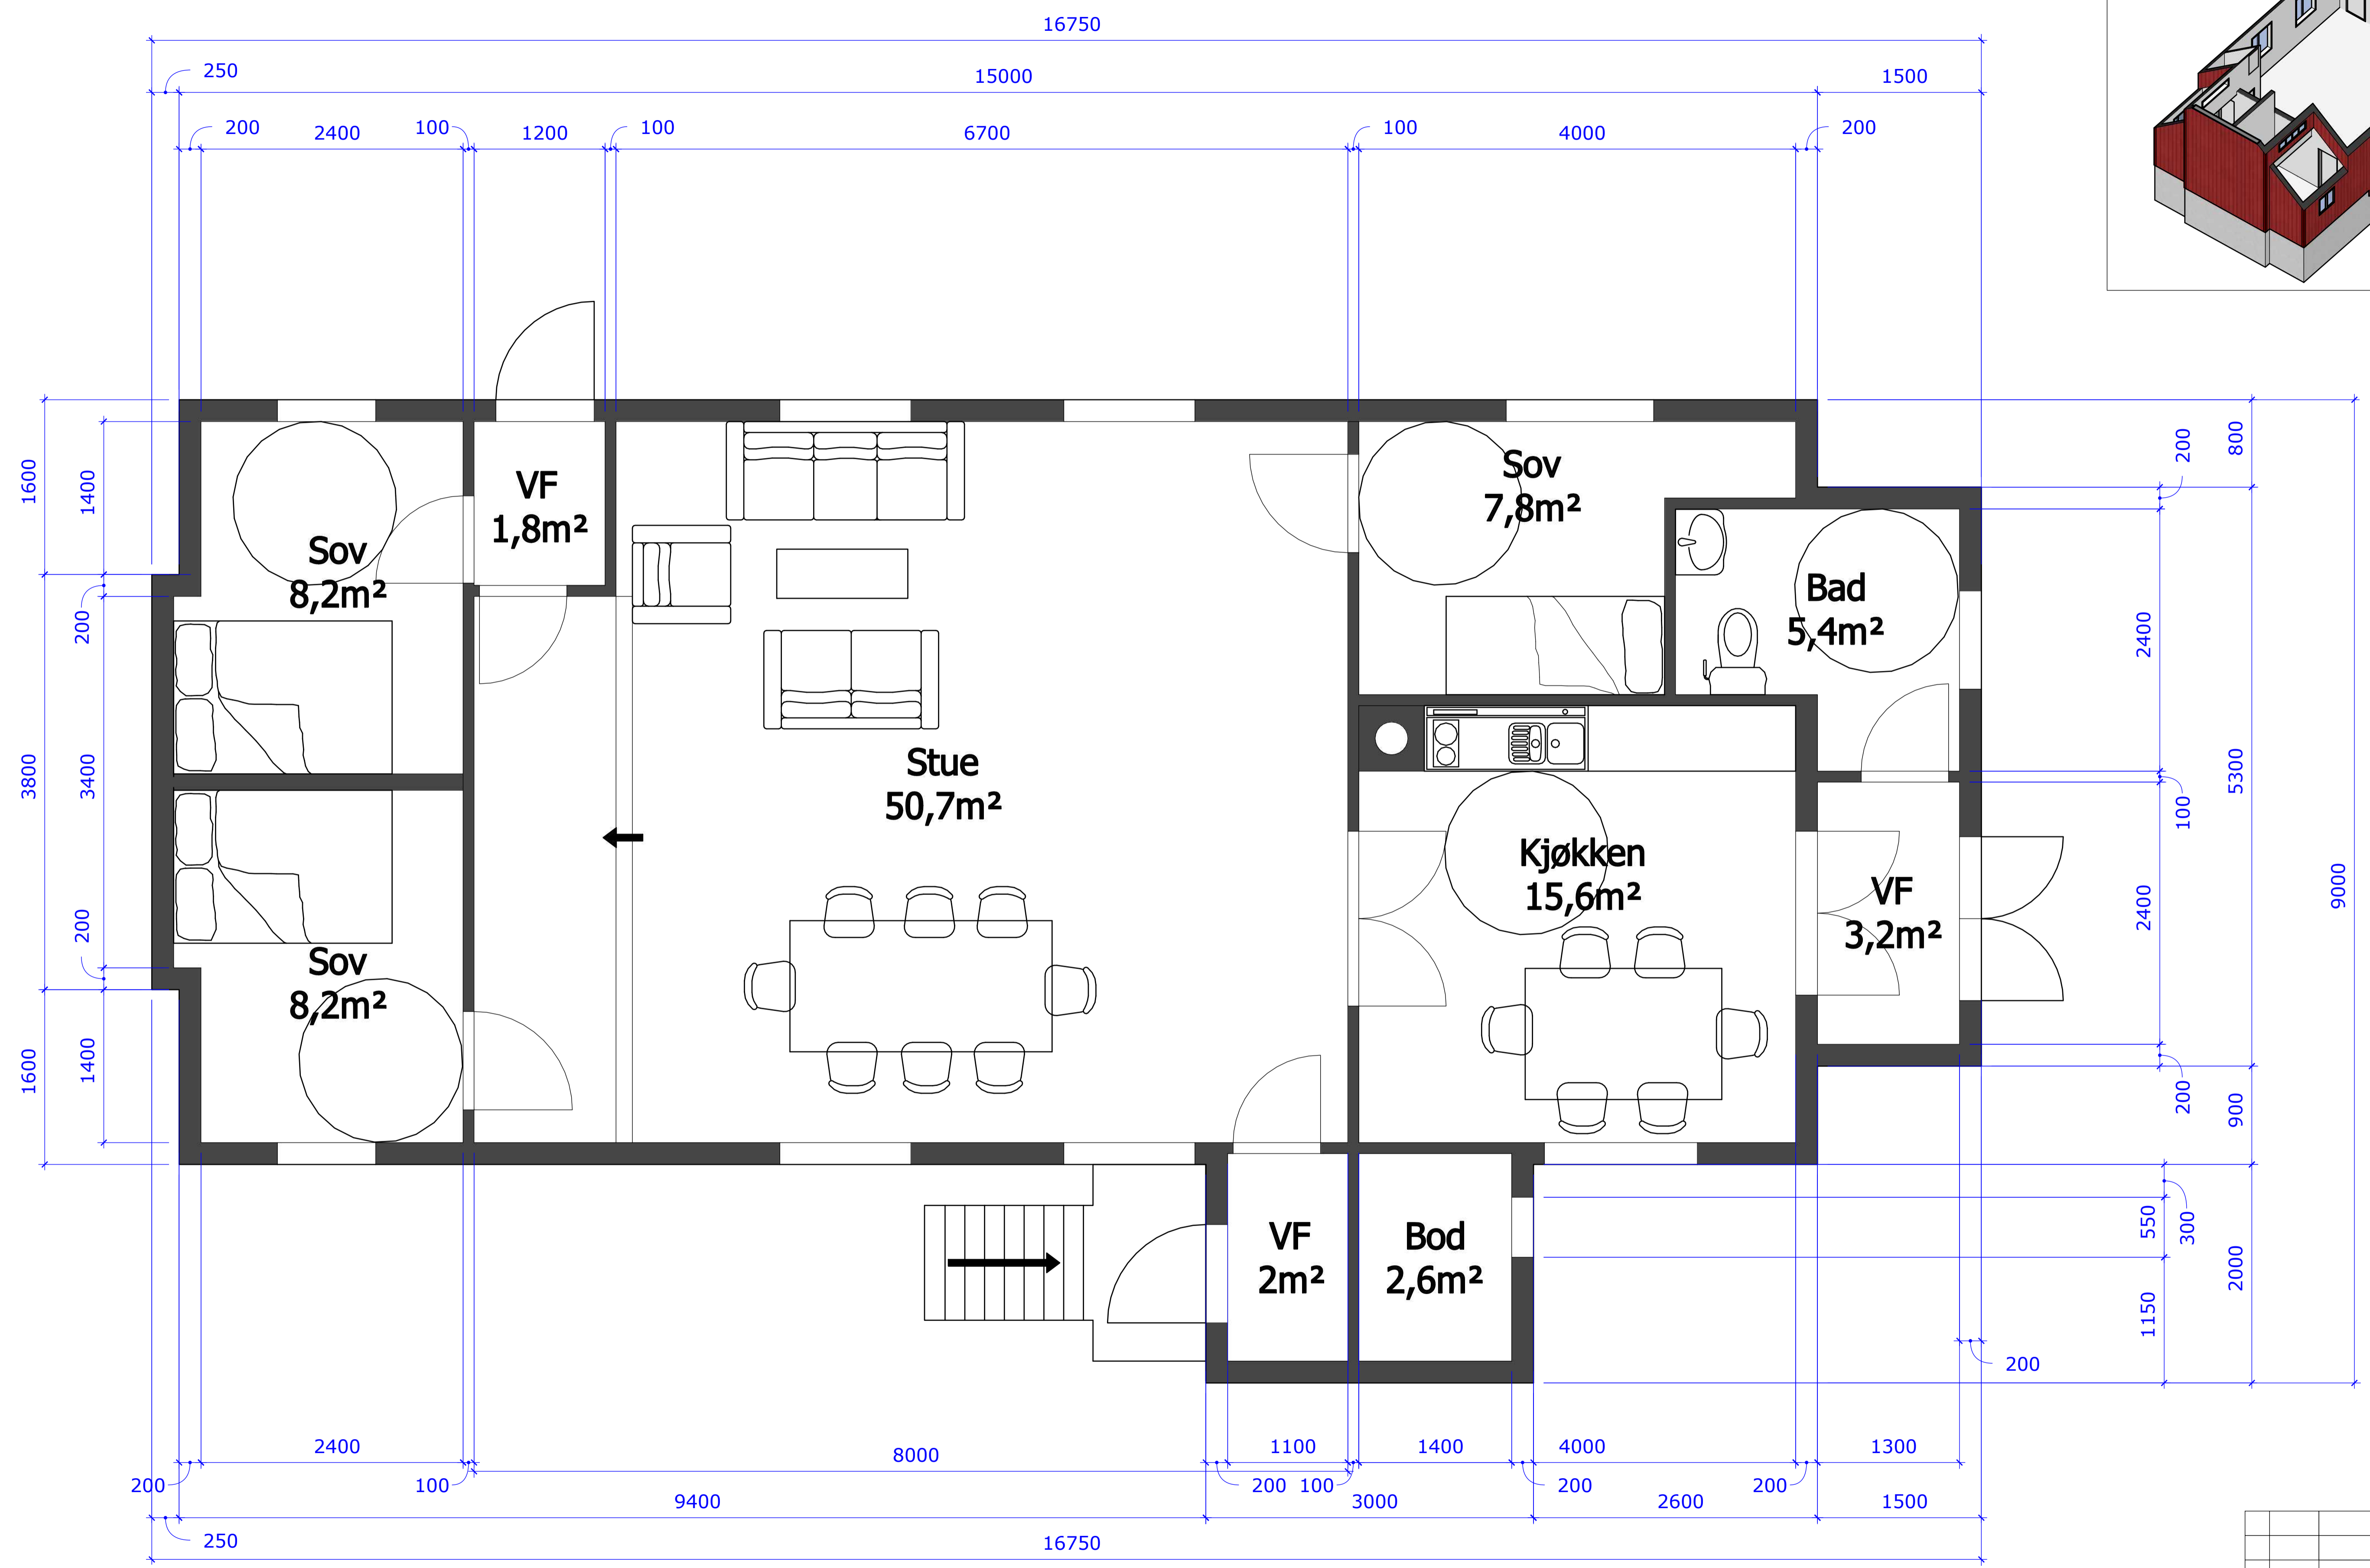 16750
250
15000
1500
200
2400
100
1200
100
6700
100
4000
200
1600
3800
1600
1400
200
3400
200
1400
Sov
8,2m²
VF
1,8m²
Sov
7,8m²
Bad
5,4m²
Stue
50,7m²
Kjøkken
15,6m²
VF
3,2m²
Sov
8,2m²
VF
2m²
Bod
2,6m²
200
2400
100
2400
200
800
5300
900
2000
9000
300
550
1150
200
2400
8000
1100
1400
4000
1300
200
100
200
100
200
200
9400
3000
2600
1500
250
16750